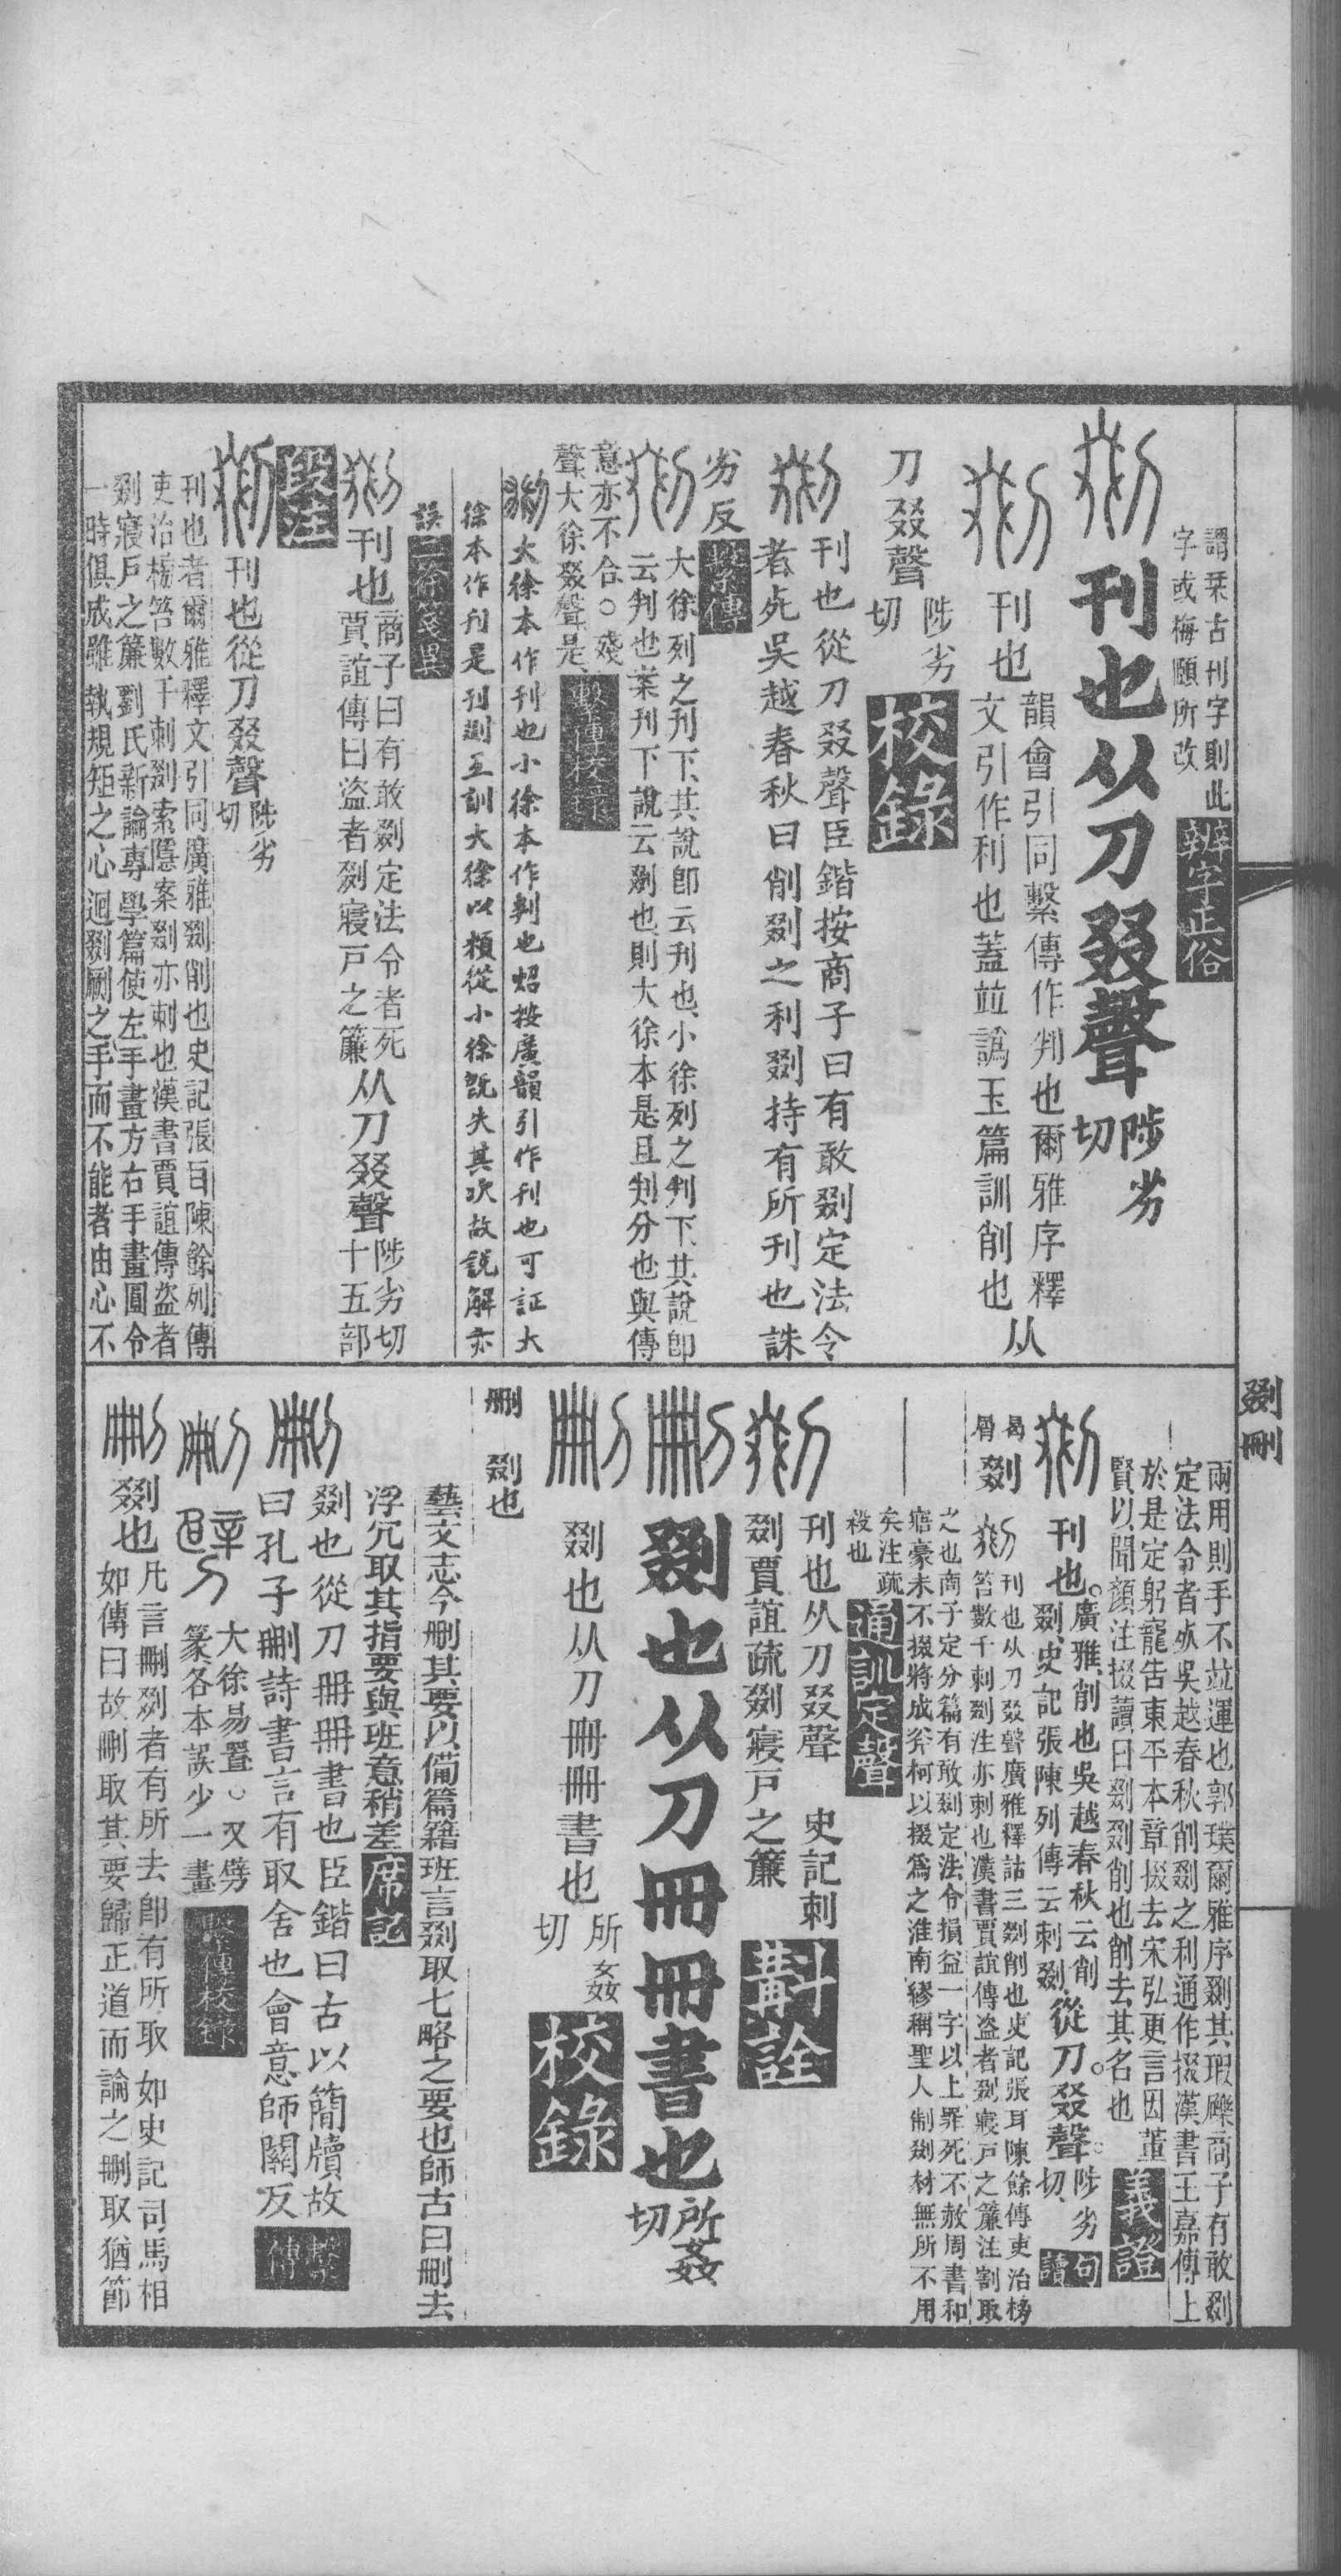 謂栞古刊字則此
字或梅頤所改
辨字正俗
刊也从刀叕聲
陟劣
切
刊也
韻會引同繫傳作判也爾雅序釋
文引作利也蓋竝譌玉篇訓削也
从
刀叕聲
陟劣
切
校錄
刊也從刀叕聲臣鍇按商子曰有敢剟定法令
者死吳越春秋曰削剟之利剟持有所刊也誅
劣反
繫傳
大徐列之刊下其說卽云刊也小徐列之判下其說卽
云判也案刊下說云剟也則大徐本是且判分也與傳
意亦不合○殘
聲大徐叕聲是
繫傳校錄
大徐本作刊也小徐本作判也炤按廣韻引作刊也可証大
徐本作刊是刊剟互訓大徐以類從小徐旣失其次故說解亦
誤
二徐箋異
刊也
商子曰有敢剟定法令者死
賈誼傳曰盜者剟寢戶之簾
从刀叕聲
陟劣切
十五部
段注
刊也從刀叕聲
陟劣
切
刊也者爾雅釋文引同廣雅剟削也史記張耳陳餘列傳
吏治榜笞數千刺剟索隱案剟亦刺也漢書賈誼傳盜者
剟寢戶之簾劉氏新論專學篇使左手畫方右手畫圓令
一時俱成雖執規矩之心迴剟劂之手而不能者由心不
剟刪
兩用則手不竝運也郭璞爾雅序剟其瑕礫商子有敢剟
定法令者死吳越春秋削剟之利通作掇漢書王嘉傳上
於是定躬寵吿東平本章掇去宋弘更言因董
賢以聞顏注掇讀曰剟剟削也削去其名也
義證
刊也
廣雅削也吳越春秋云削
剟史記張陳列傳云刺剟
從刀叕聲
陟劣
切
句讀
曷
屑
剟
刊也从刀叕聲廣雅釋詁三剟削也史記張耳陳餘傳吏治榜
笞數千刺剟注亦刺也漢書賈誼傳盜者剟寢戶之簾注割取
之也商子定分篇有敢剟定法令損益一字以上罪死不赦周書和
寤豪末不掇將成斧柯以掇爲之淮南繆稱聖人制剟材無所不用
矣注疏
殺也
通訓定聲
刊也从刀叕聲
史記刺
剟賈誼疏剟寢戶之簾
斠詮
剟也从刀冊冊書也
所姦
切
剟也从刀冊冊書也
所姦
切
校錄
刪
剟也
藝文志今刪其要以備篇籍班言剟取七略之要也師古曰刪去
浮冗取其指要與班意稍差
席記
剟也從刀冊冊書也臣鍇曰古以簡牘故
曰孔子刪詩書言有取舍也會意師關反
繫傳
大徐易置○又劈
篆各本誤少一畫
繫傳校錄
剟也
凡言刪剟者有所去卽有所取如史記司馬相
如傳曰故刪取其要歸正道而論之刪取猶節